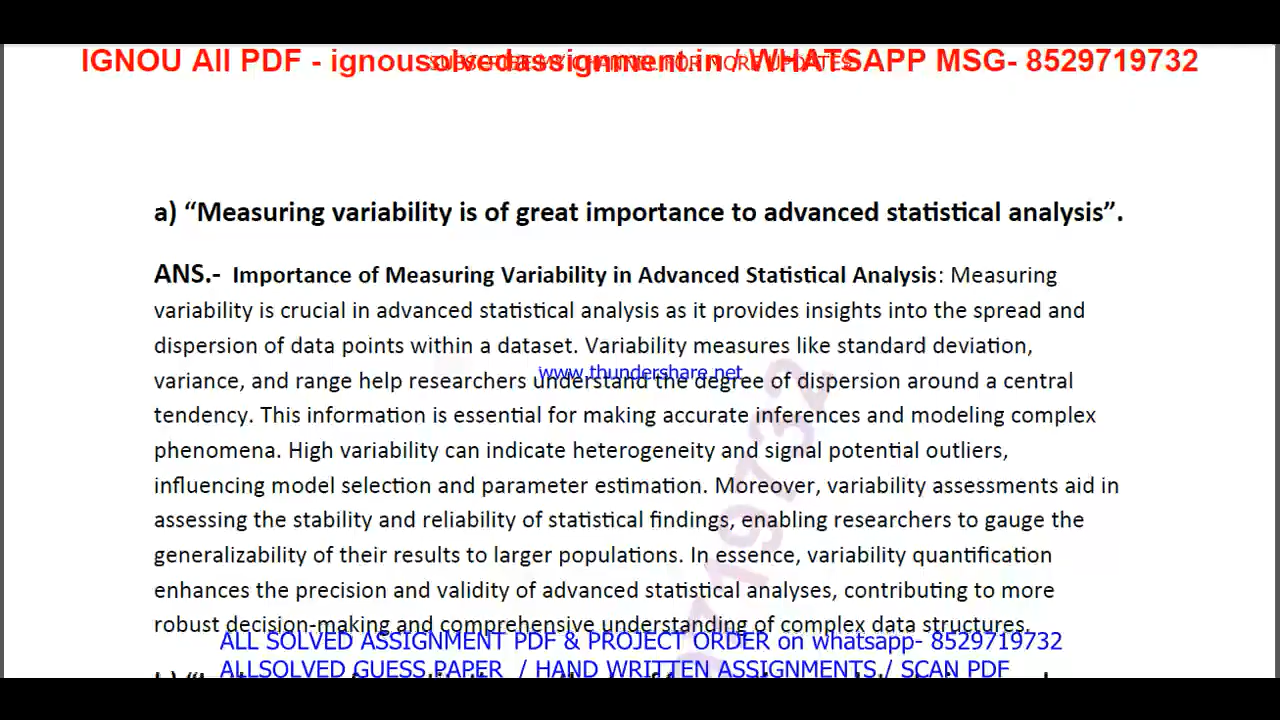 IGNOU All PDF - ignousolvedassignment.in / WHATSAPP MSG- 8529719732
SUBSCRIBE MY CHANNEL FOR MORE UPDATES
a) “Measuring variability is of great importance to advanced statistical analysis”.
ANS.- Importance of Measuring Variability in Advanced Statistical Analysis: Measuring
variability is crucial in advanced statistical analysis as it provides insights into the spread and
dispersion of data points within a dataset. Variability measures like standard deviation,
www.thundershare.net
variance, and range help researchers understand the degree of dispersion around a central
tendency. This information is essential for making accurate inferences and modeling complex
phenomena. High variability can indicate heterogeneity and signal potential outliers,
influencing model selection and parameter estimation. Moreover, variability assessments aid in
assessing the stability and reliability of statistical findings, enabling researchers to gauge the
generalizability of their results to larger populations. In essence, variability quantification
enhances the precision and validity of advanced statistical analyses, contributing to more
robust decision-making and comprehensive understanding of complex data structures.
ALL SOLVED ASSIGNMENT PDF & PROJECT ORDER on whatsapp- 8529719732
ALLSOLVED GUESS PAPER / HAND WRITTEN ASSIGNMENTS / SCAN PDF